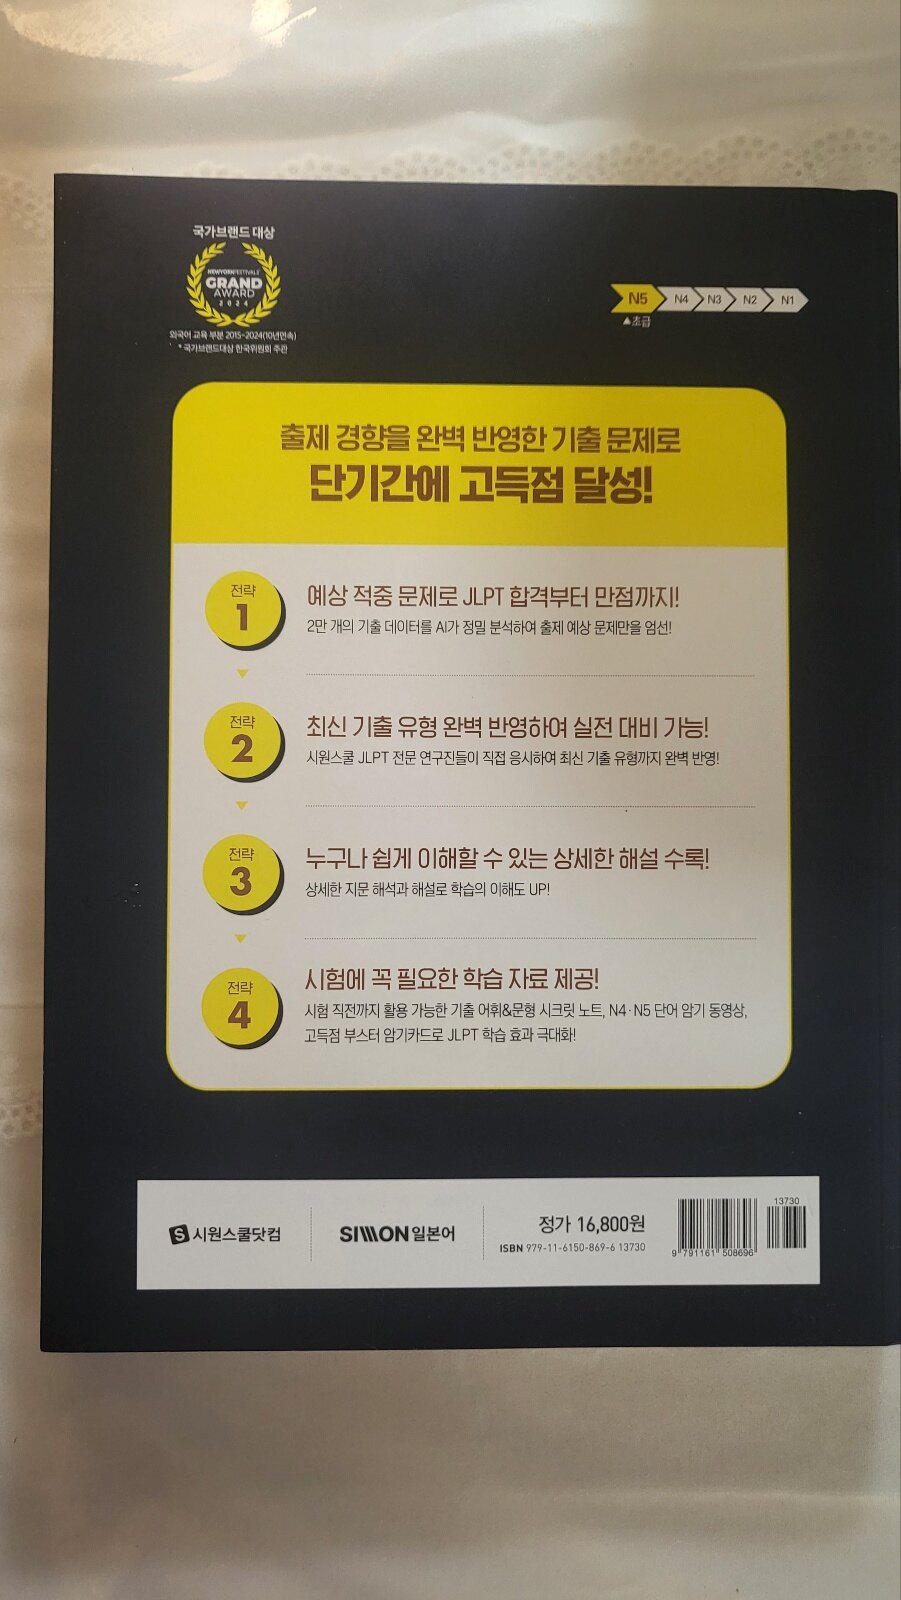 국가브랜드 대상
NEWYORKFESTIVALS
GRAND
AWARD
2024
외국어 교육 부문 2015-2024(10년연속)
* 국가브랜드대상 한국위원회 주관
N5 N4 N3 N2 N1
▲초급
출제 경향을 완벽 반영한 기출 문제로
단기간에 고득점 달성!
전략
1
예상 적중 문제로 JLPT 합격부터 만점까지!
2만 개의 기출 데이터를 AI가 정밀 분석하여 출제 예상 문제만을 엄선!
전략
2
최신 기출 유형 완벽 반영하여 실전 대비 가능!
시원스쿨 JLPT 전문 연구진들이 직접 응시하여 최신 기출 유형까지 완벽 반영!
전략
3
누구나 쉽게 이해할 수 있는 상세한 해설 수록!
상세한 지문 해석과 해설로 학습의 이해도 UP!
전략
4
시험에 꼭 필요한 학습 자료 제공!
시험 직전까지 활용 가능한 기출 어휘&문형 시크릿 노트, N4·N5 단어 암기 동영상,
고득점 부스터 암기카드로 JLPT 학습 효과 극대화!
S 시원스쿨닷컴
SIWON 일본어
정가 16,800원
ISBN 979-11-6150-869-6 13730
13730
9 791161 508696